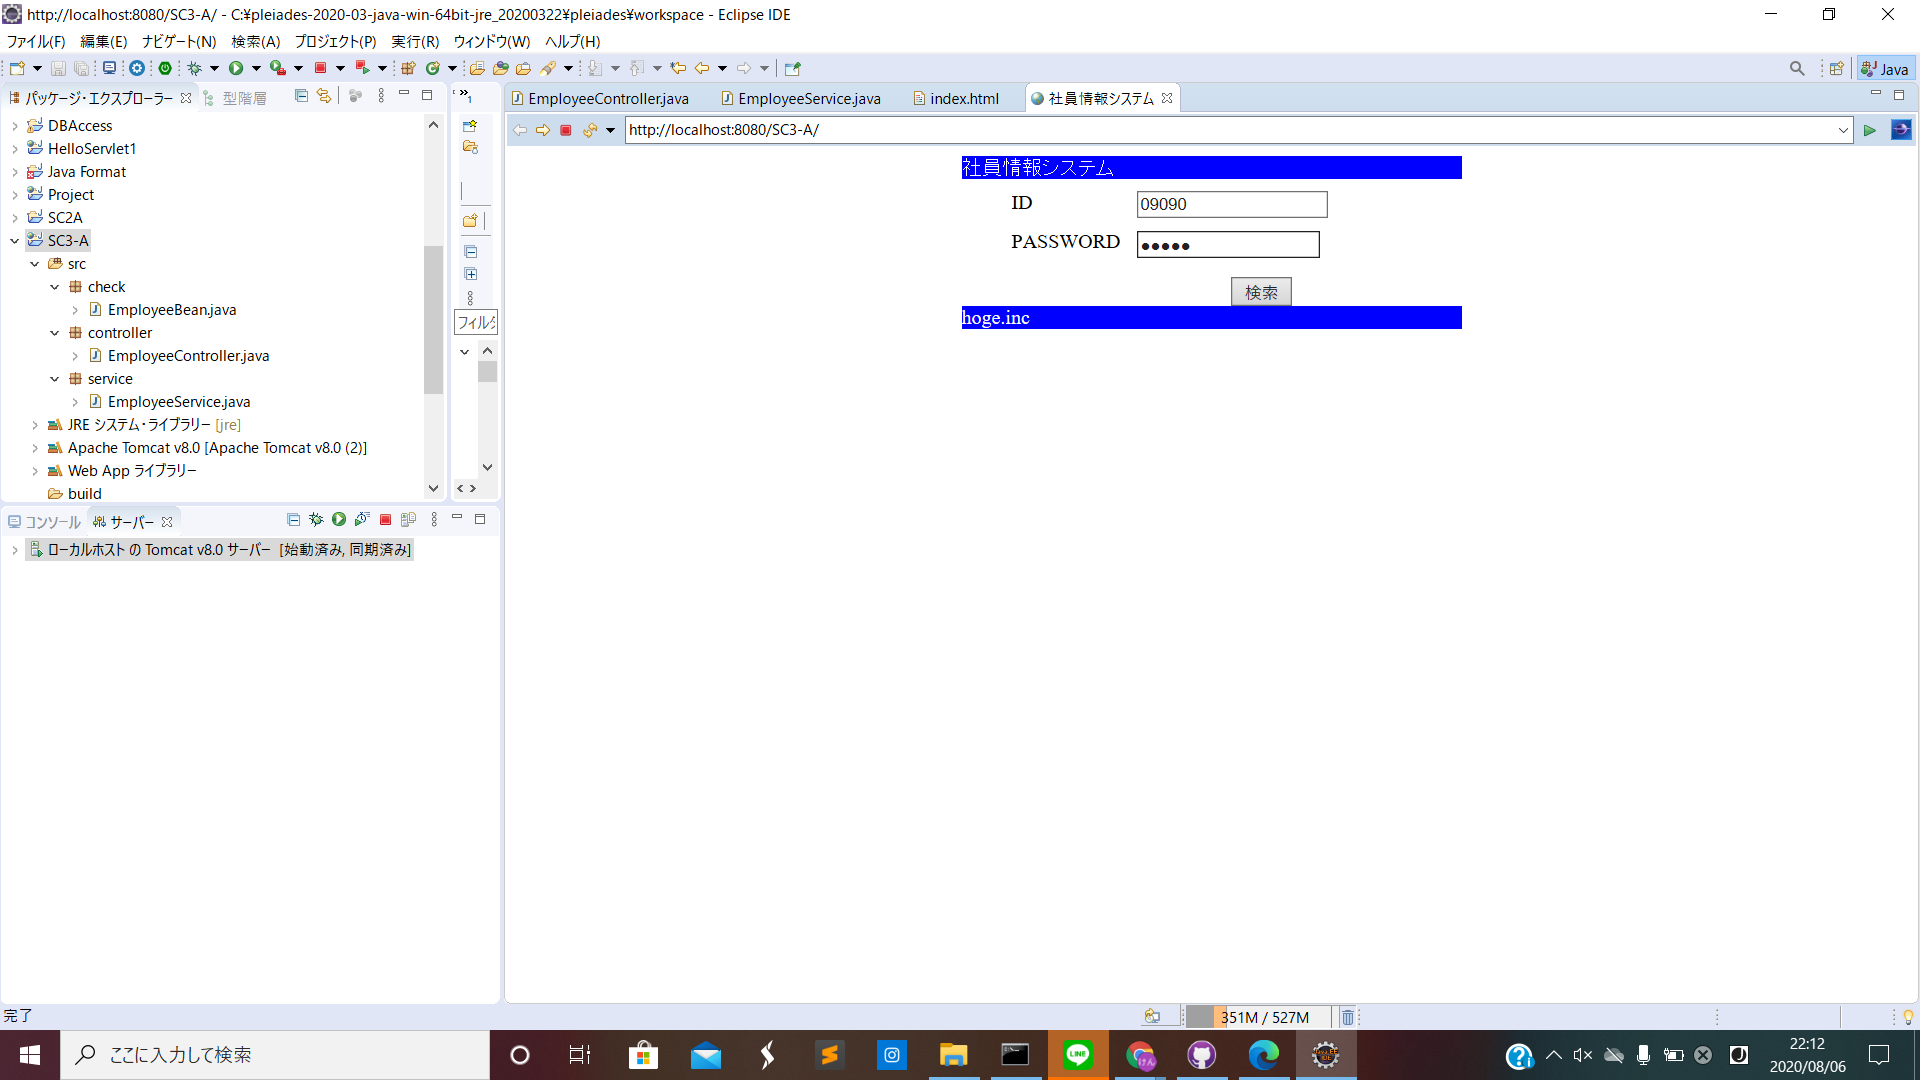 http://localhost:8080/SC3-A/ - C:¥pleiades-2020-03-java-win-64bit-jre_20200322¥pleiades¥workspace - Eclipse IDE
ファイル(F) 編集(E) ナビゲート(N) 検索(A) プロジェクト(P) 実行(R) ウィンドウ(W) ヘルプ(H)
Java
パッケージ・エクスプローラー 型階層
EmployeeController.java EmployeeService.java index.html 社員情報システム
http://localhost:8080/SC3-A/
DBAccess
HelloServlet1
Java Format
Project
SC2A
SC3-A
src
check
EmployeeBean.java
controller
EmployeeController.java
service
EmployeeService.java
JRE システム・ライブラリー [jre]
Apache Tomcat v8.0 [Apache Tomcat v8.0 (2)]
Web App ライブラリー
build
フィルタ
社員情報システム
ID 09090
PASSWORD ●●●●●
検索
hoge.inc
コンソール サーバー
ローカルホスト の Tomcat v8.0 サーバー [始動済み, 同期済み]
完了
351M / 527M
ここに入力して検索
LINE
22:12
2020/08/06